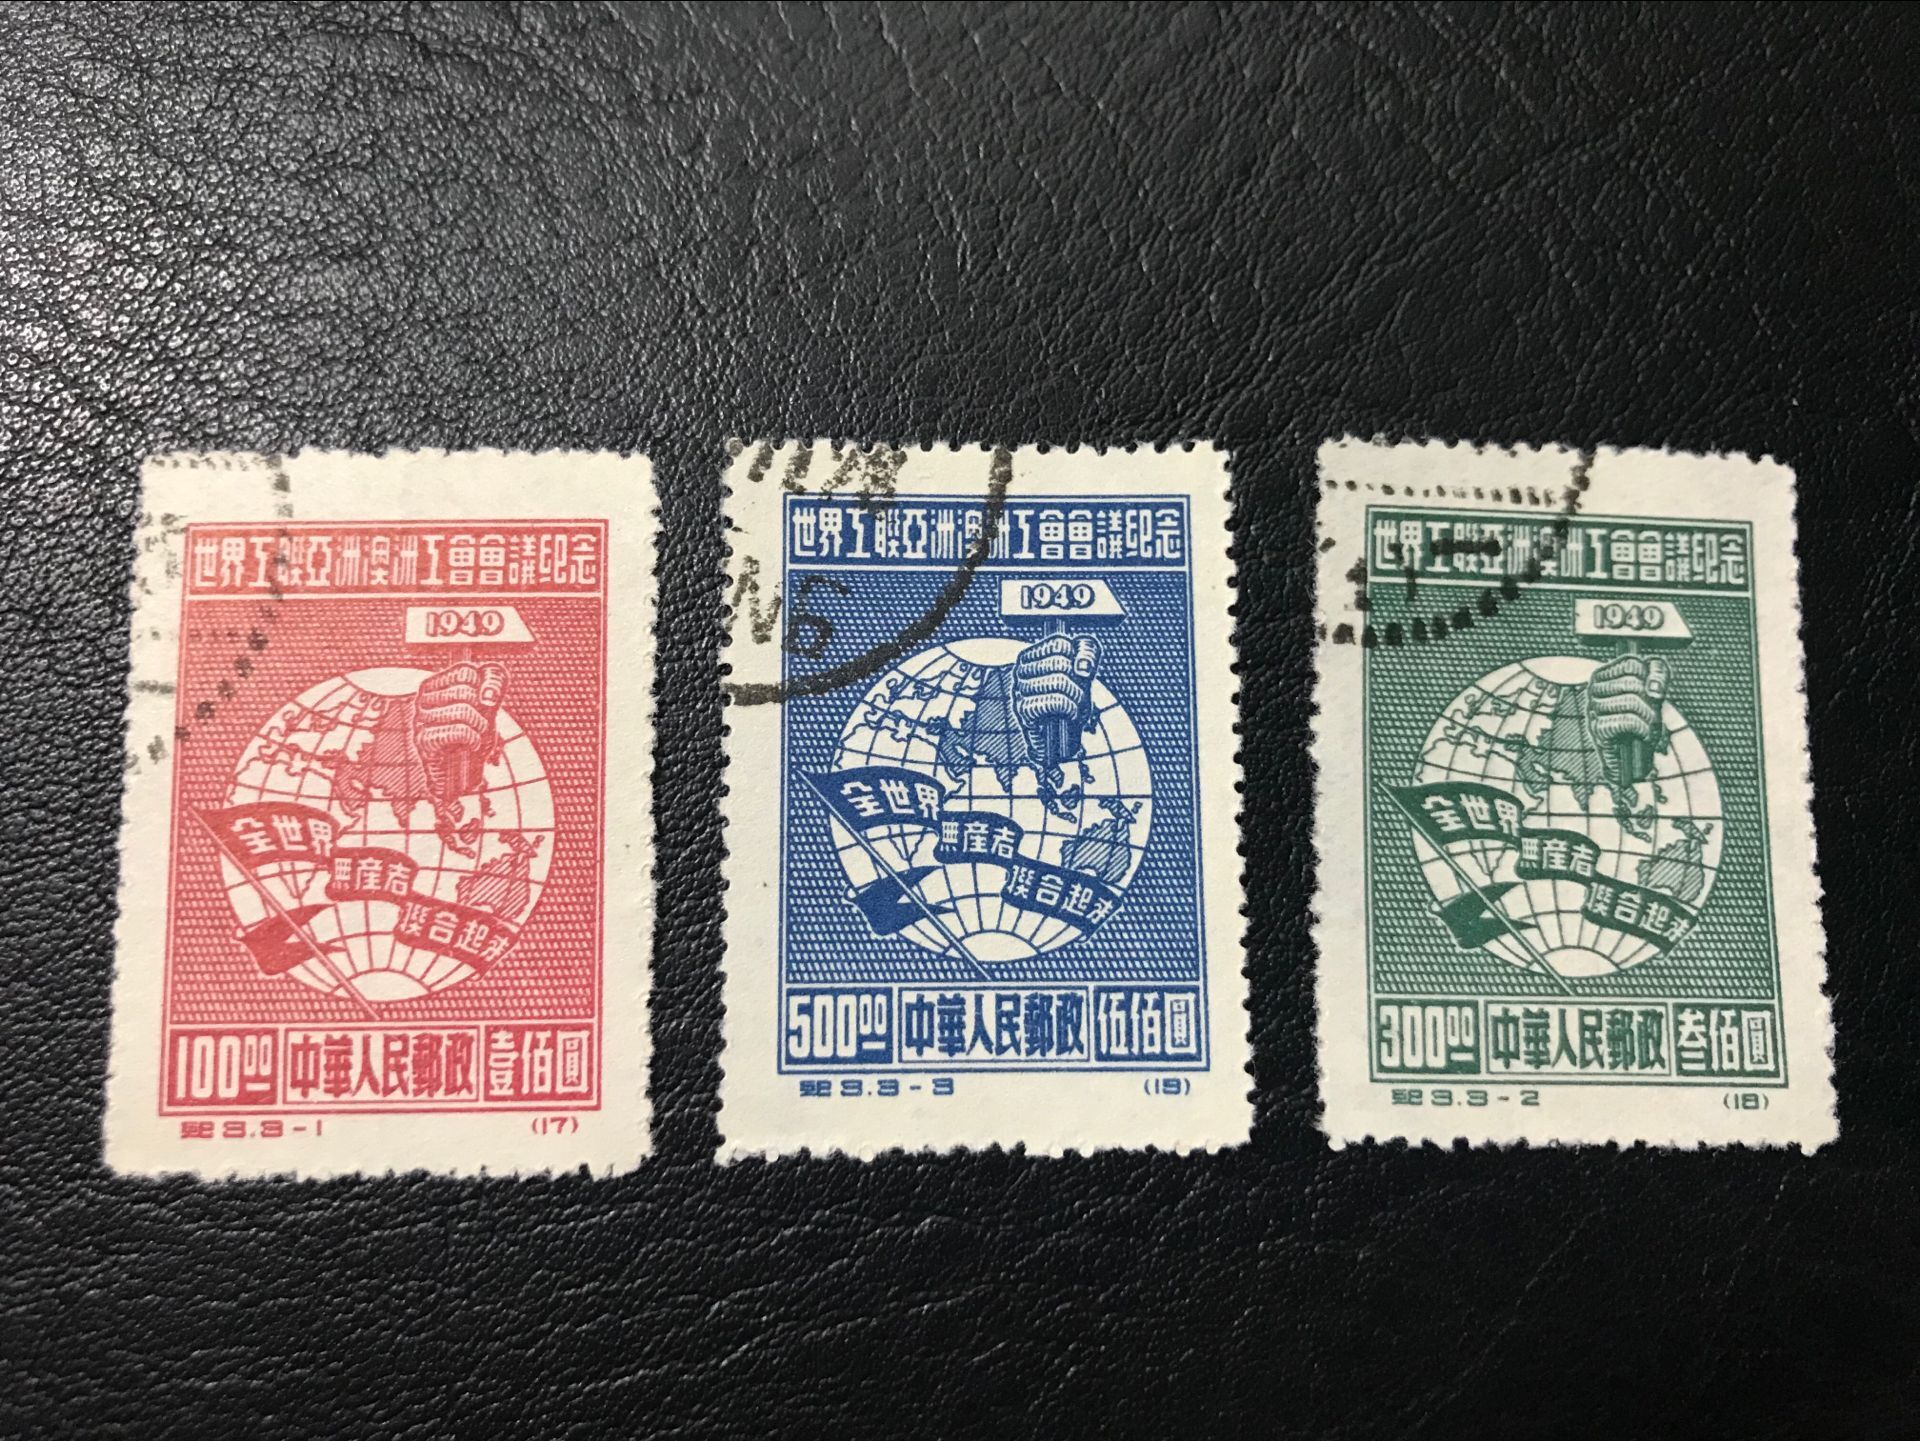 世界工聯亞洲澳洲工會會議紀念
1949
全世界
無產者
聯合起來
100.00 中華人民郵政 壹佰圓
紀3.3-1 (17)
世界工聯亞洲澳洲工會會議紀念
1949
全世界
無產者
聯合起來
500.00 中華人民郵政 伍佰圓
紀3.3-3 (19)
世界工聯亞洲澳洲工會會議紀念
1949
全世界
無產者
聯合起來
300.00 中華人民郵政 叁佰圓
紀3.3-2 (18)